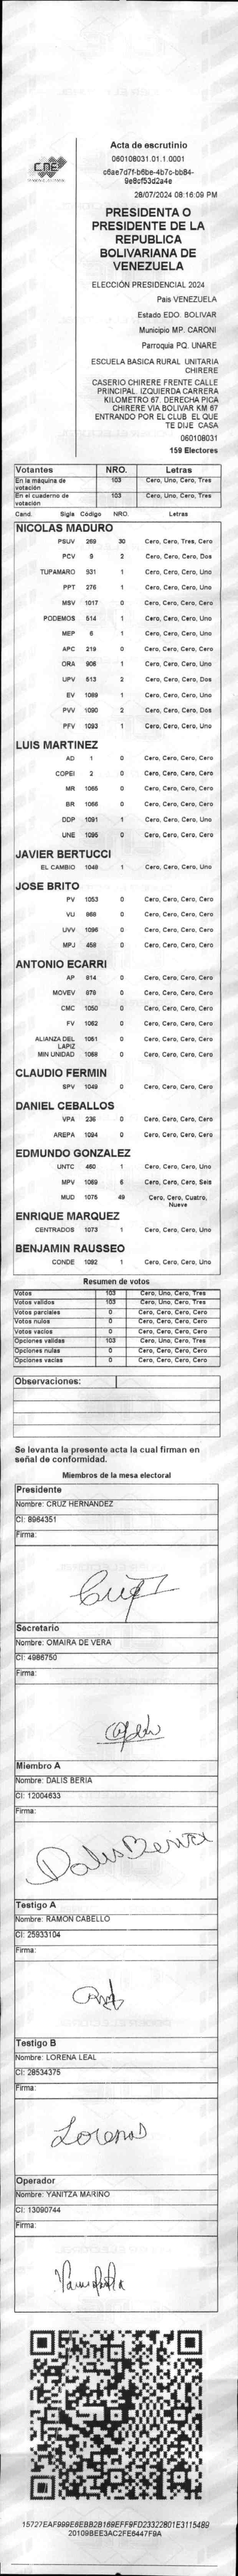 CNE
Acta de escrutinio
060108031.01.1.0001
c6ae7d7f-b6be-4b7c-bb84-
9e8cf53d2a4e
28/07/2024 08:16:09 PM
PRESIDENTA O
PRESIDENTE DE LA
REPUBLICA
BOLIVARIANA DE
VENEZUELA
ELECCIÓN PRESIDENCIAL 2024
Pais VENEZUELA
Estado EDO. BOLIVAR
Municipio MP. CARONI
Parroquia PQ. UNARE
ESCUELA BASICA RURAL UNITARIA
CHIRERE
CASERIO CHIRERE FRENTE CALLE
PRINCIPAL. IZQUIERDA CARRERA
KILOMETRO 67. DERECHA PICA
CHIRERE VIA BOLIVAR KM 67
ENTRANDO POR EL CLUB EL QUE
TE DIJE CASA
060108031
159 Electores
Votantes NRO. Letras
En la máquina de votación 103 Cero, Uno, Cero, Tres
En el cuaderno de votación 103 Cero, Uno, Cero, Tres
Cand. Sigla Código NRO. Letras
NICOLAS MADURO
PSUV 269 30 Cero, Cero, Tres, Cero
PCV 9 2 Cero, Cero, Cero, Dos
TUPAMARO 531 1 Cero, Cero, Cero, Uno
PPT 276 1 Cero, Cero, Cero, Uno
MSV 1017 0 Cero, Cero, Cero, Cero
PODEMOS 514 1 Cero, Cero, Cero, Uno
MEP 6 1 Cero, Cero, Cero, Uno
APC 219 0 Cero, Cero, Cero, Cero
ORA 906 1 Cero, Cero, Cero, Uno
UPV 513 2 Cero, Cero, Cero, Dos
EV 1089 1 Cero, Cero, Cero, Uno
PVV 1090 2 Cero, Cero, Cero, Dos
PFV 1093 1 Cero, Cero, Cero, Uno
LUIS MARTINEZ
AD 1 0 Cero, Cero, Cero, Cero
COPEI 2 0 Cero, Cero, Cero, Cero
MR 1065 0 Cero, Cero, Cero, Cero
BR 1066 0 Cero, Cero, Cero, Cero
DDP 1091 1 Cero, Cero, Cero, Uno
UNE 1095 0 Cero, Cero, Cero, Cero
JAVIER BERTUCCI
EL CAMBIO 1048 1 Cero, Cero, Cero, Uno
JOSE BRITO
PV 1053 0 Cero, Cero, Cero, Cero
VU 868 0 Cero, Cero, Cero, Cero
UVV 1096 0 Cero, Cero, Cero, Cero
MPJ 458 0 Cero, Cero, Cero, Cero
ANTONIO ECARRI
AP 914 0 Cero, Cero, Cero, Cero
MOVEV 978 0 Cero, Cero, Cero, Cero
CMC 1050 0 Cero, Cero, Cero, Cero
FV 1062 0 Cero, Cero, Cero, Cero
ALIANZA DEL LAPIZ 1061 0 Cero, Cero, Cero, Cero
MIN UNIDAD 1068 0 Cero, Cero, Cero, Cero
CLAUDIO FERMIN
SPV 1049 0 Cero, Cero, Cero, Cero
DANIEL CEBALLOS
VPA 236 0 Cero, Cero, Cero, Cero
AREPA 1094 0 Cero, Cero, Cero, Cero
EDMUNDO GONZALEZ
UNTC 460 1 Cero, Cero, Cero, Uno
MPV 1069 6 Cero, Cero, Cero, Seis
MUD 1075 49 Cero, Cero, Cuatro, Nueve
ENRIQUE MARQUEZ
CENTRADOS 1073 1 Cero, Cero, Cero, Uno
BENJAMIN RAUSSEO
CONDE 1092 1 Cero, Cero, Cero, Uno
Resumen de votos
Votos 103 Cero, Uno, Cero, Tres
Votos validos 103 Cero, Uno, Cero, Tres
Votos parciales 0 Cero, Cero, Cero, Cero
Votos nulos 0 Cero, Cero, Cero, Cero
Votos vacios 0 Cero, Cero, Cero, Cero
Opciones validas 103 Cero, Uno, Cero, Tres
Opciones nulas 0 Cero, Cero, Cero, Cero
Opciones vacias 0 Cero, Cero, Cero, Cero
Observaciones:
Se levanta la presente acta la cual firman en
señal de conformidad.
Miembros de la mesa electoral
Presidente
Nombre: CRUZ HERNANDEZ
CI: 8964351
Firma:
Secretario
Nombre: OMAIRA DE VERA
CI: 4986750
Firma:
Miembro A
Nombre: DALIS BERIA
CI: 12004633
Firma:
Dalis Beria
Testigo A
Nombre: RAMON CABELLO
CI: 25933104
Firma:
Testigo B
Nombre: LORENA LEAL
CI: 28534375
Firma:
Lorena
Operador
Nombre: YANITZA MARINO
CI: 13090744
Firma:
15727EAF999E6EBB2B169EFF9FD23322801E3115489
20109BEE3AC2FE6447F9A